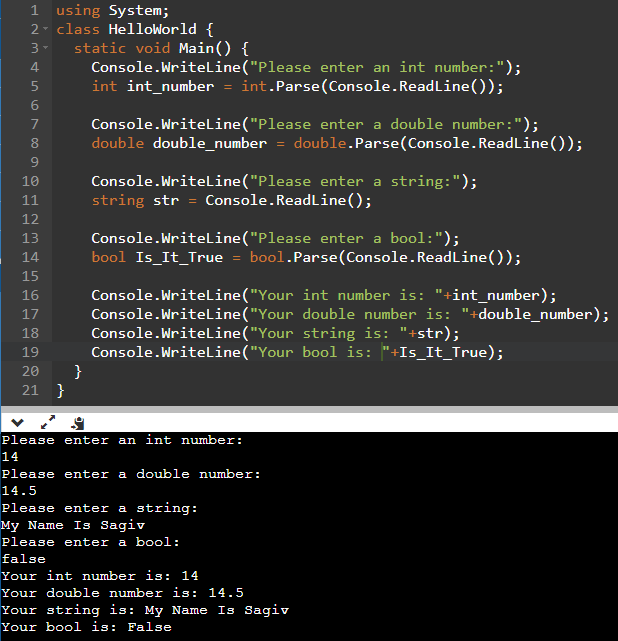 1 using System;
2 class HelloWorld {
3 static void Main() {
4 Console.WriteLine("Please enter an int number:");
5 int int_number = int.Parse(Console.ReadLine());
6
7 Console.WriteLine("Please enter a double number:");
8 double double_number = double.Parse(Console.ReadLine());
9
10 Console.WriteLine("Please enter a string:");
11 string str = Console.ReadLine();
12
13 Console.WriteLine("Please enter a bool:");
14 bool Is_It_True = bool.Parse(Console.ReadLine());
15
16 Console.WriteLine("Your int number is: "+int_number);
17 Console.WriteLine("Your double number is: "+double_number);
18 Console.WriteLine("Your string is: "+str);
19 Console.WriteLine("Your bool is: "+Is_It_True);
20 }
21 }
Please enter an int number:
14
Please enter a double number:
14.5
Please enter a string:
My Name Is Sagiv
Please enter a bool:
false
Your int number is: 14
Your double number is: 14.5
Your string is: My Name Is Sagiv
Your bool is: False